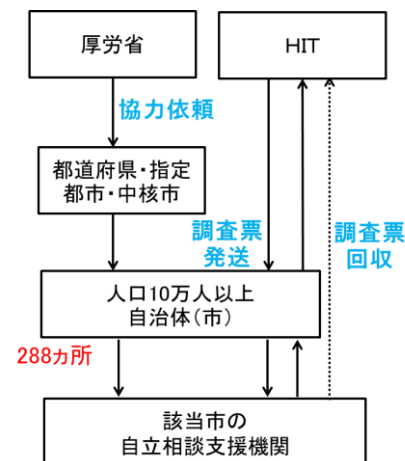 厚労省
HIT
協力依頼
都道府県・指定
都市・中核市
調査票
発送
調査票
回収
人口10万人以上
自治体(市)
288ヵ所
該当市の
自立相談支援機関